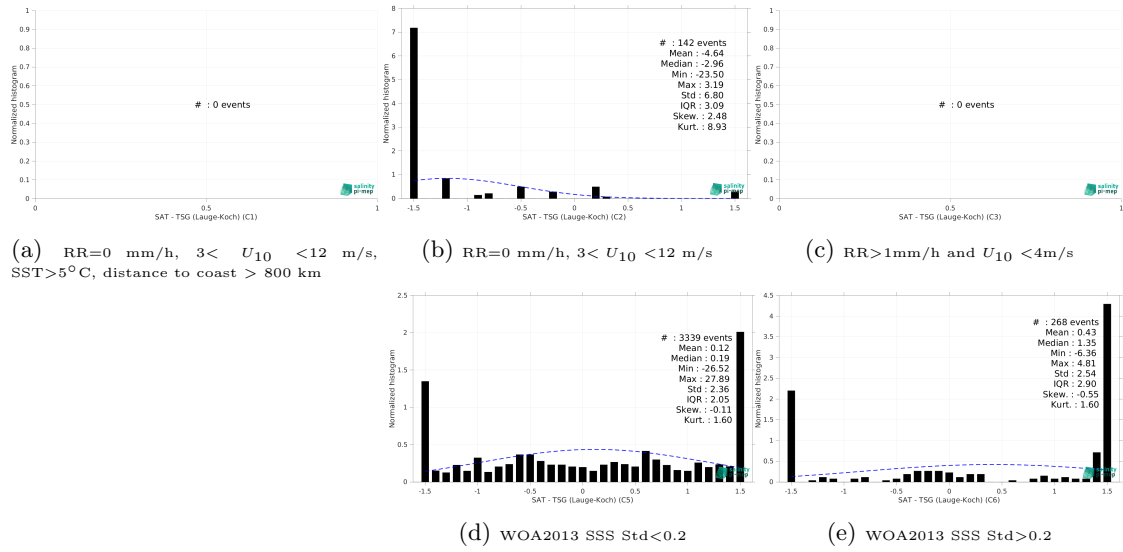 1
0.9
0.8
0.7
0.6
0.5
0.4
0.3
0.2
0.1
0
Normalized histogram
# : 0 events
salinity
pi-mep
0 0.5 1
SAT - TSG (Lauge-Koch) (C1)
(a) RR=0 mm/h, 3< U10 <12 m/s,
SST>5°C, distance to coast > 800 km
8
7
6
5
4
3
2
1
0
Normalized histogram
# : 142 events
Mean : -4.64
Median : -2.96
Min : -23.50
Max : 3.19
Std : 6.80
IQR : 3.09
Skew. : 2.48
Kurt. : 8.93
salinity
pi-mep
-1.5 -1 -0.5 0 0.5 1 1.5
SAT - TSG (Lauge-Koch) (C2)
(b) RR=0 mm/h, 3< U10 <12 m/s
1
0.9
0.8
0.7
0.6
0.5
0.4
0.3
0.2
0.1
0
Normalized histogram
# : 0 events
salinity
pi-mep
0 0.5 1
SAT - TSG (Lauge-Koch) (C3)
(c) RR>1mm/h and U10 <4m/s
2.5
2
1.5
1
0.5
0
Normalized histogram
# : 3339 events
Mean : 0.12
Median : 0.19
Min : -26.52
Max : 27.89
Std : 2.36
IQR : 2.05
Skew. : -0.11
Kurt. : 1.60
salinity
pi-mep
-1.5 -1 -0.5 0 0.5 1 1.5
SAT - TSG (Lauge-Koch) (C5)
(d) WOA2013 SSS Std<0.2
4.5
4
3.5
3
2.5
2
1.5
1
0.5
0
Normalized histogram
# : 268 events
Mean : 0.43
Median : 1.35
Min : -6.36
Max : 4.81
Std : 2.54
IQR : 2.90
Skew. : -0.55
Kurt. : 1.60
salinity
pi-mep
-1.5 -1 -0.5 0 0.5 1 1.5
SAT - TSG (Lauge-Koch) (C6)
(e) WOA2013 SSS Std>0.2